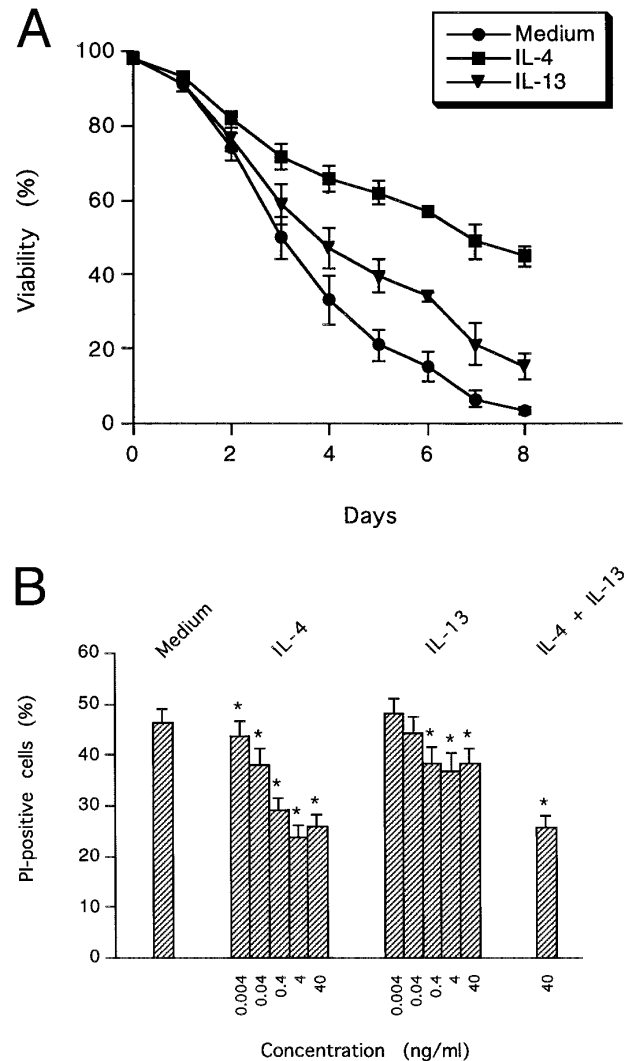 A
Medium
IL-4
IL-13
100
80
60
40
20
0
Viability (%)
0 2 4 6 8
Days
B
Medium IL-4 IL-13 IL-4 + IL-13
60
50
40
30
20
10
0
PI-positive cells (%)
* * * * * * * * *
0.004 0.04 0.4 4 40 0.004 0.04 0.4 4 40 40
Concentration (ng/ml)